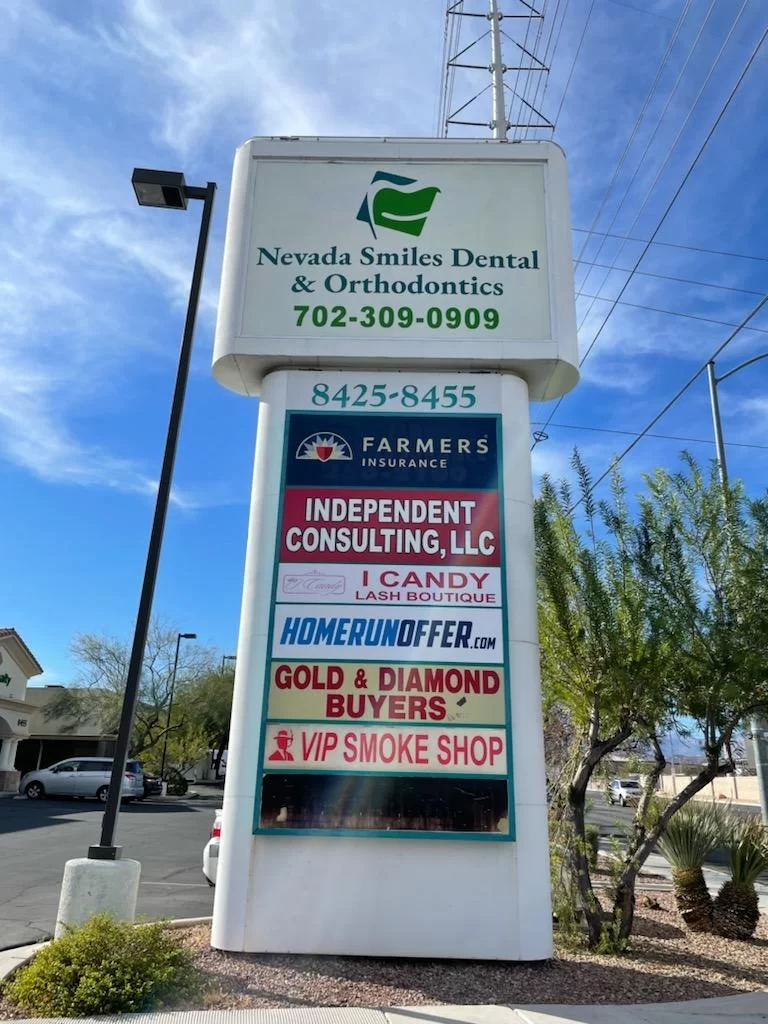 Nevada Smiles Dental
& Orthodontics
702-309-0909
8425-8455
FARMERS
INSURANCE
INDEPENDENT
CONSULTING, LLC
I Candy
I CANDY
LASH BOUTIQUE
HOMERUNOFFER.COM
GOLD & DIAMOND
BUYERS
VIP SMOKE SHOP